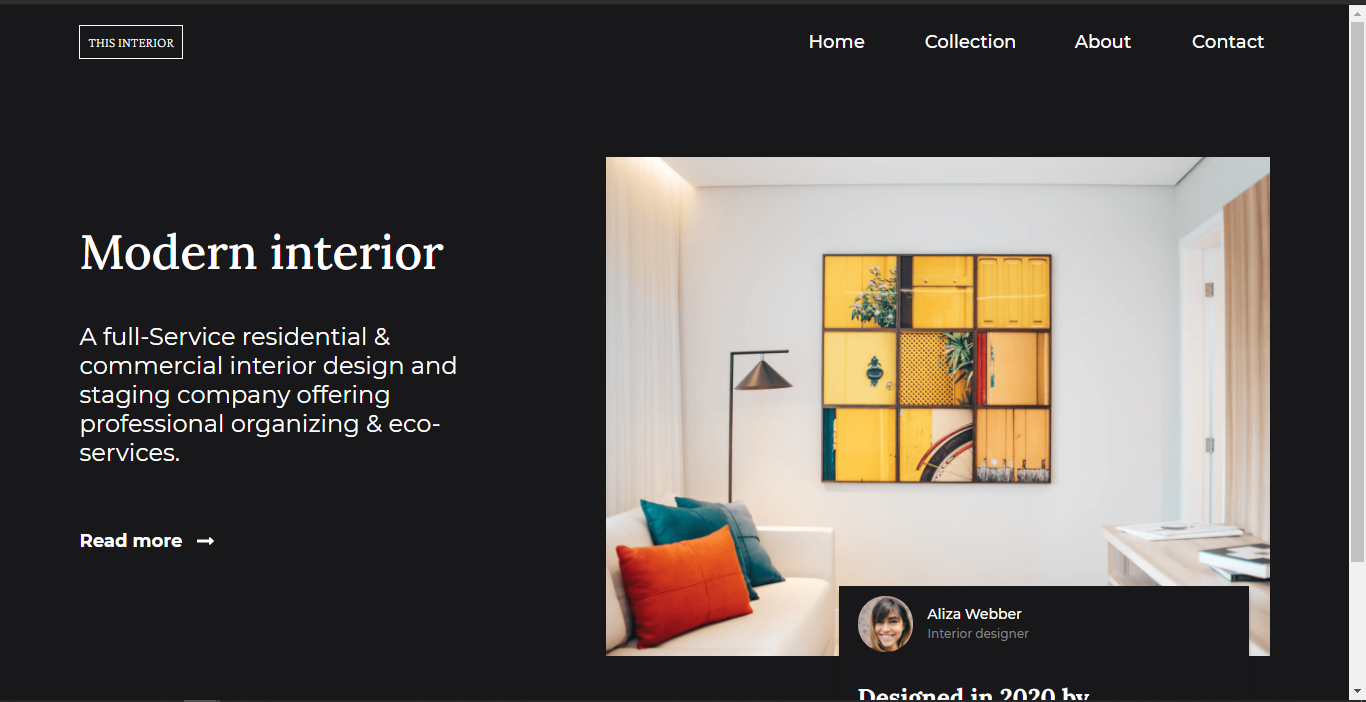 THIS INTERIOR
Home Collection About Contact
Modern interior
A full-Service residential &
commercial interior design and
staging company offering
professional organizing & eco-
services.
Read more
Aliza Webber
Interior designer
Designed in 2020 by